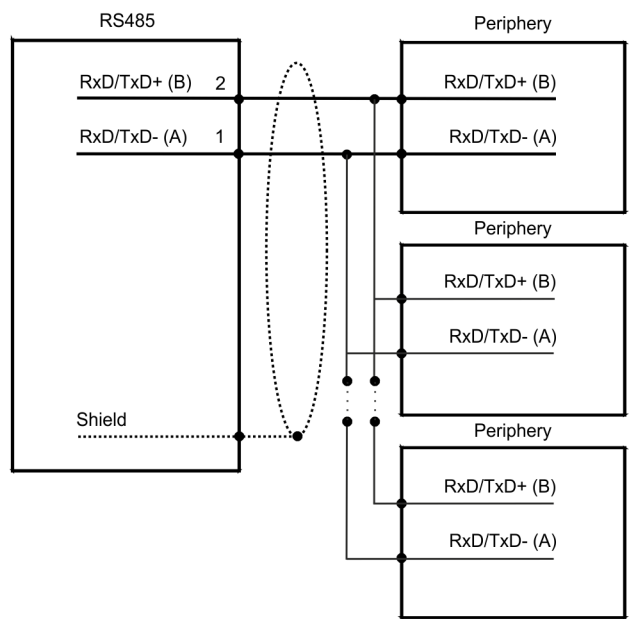 RS485
RxD/TxD+ (B) 2
RxD/TxD- (A) 1
Shield
Periphery
RxD/TxD+ (B)
RxD/TxD- (A)
Periphery
RxD/TxD+ (B)
RxD/TxD- (A)
Periphery
RxD/TxD+ (B)
RxD/TxD- (A)